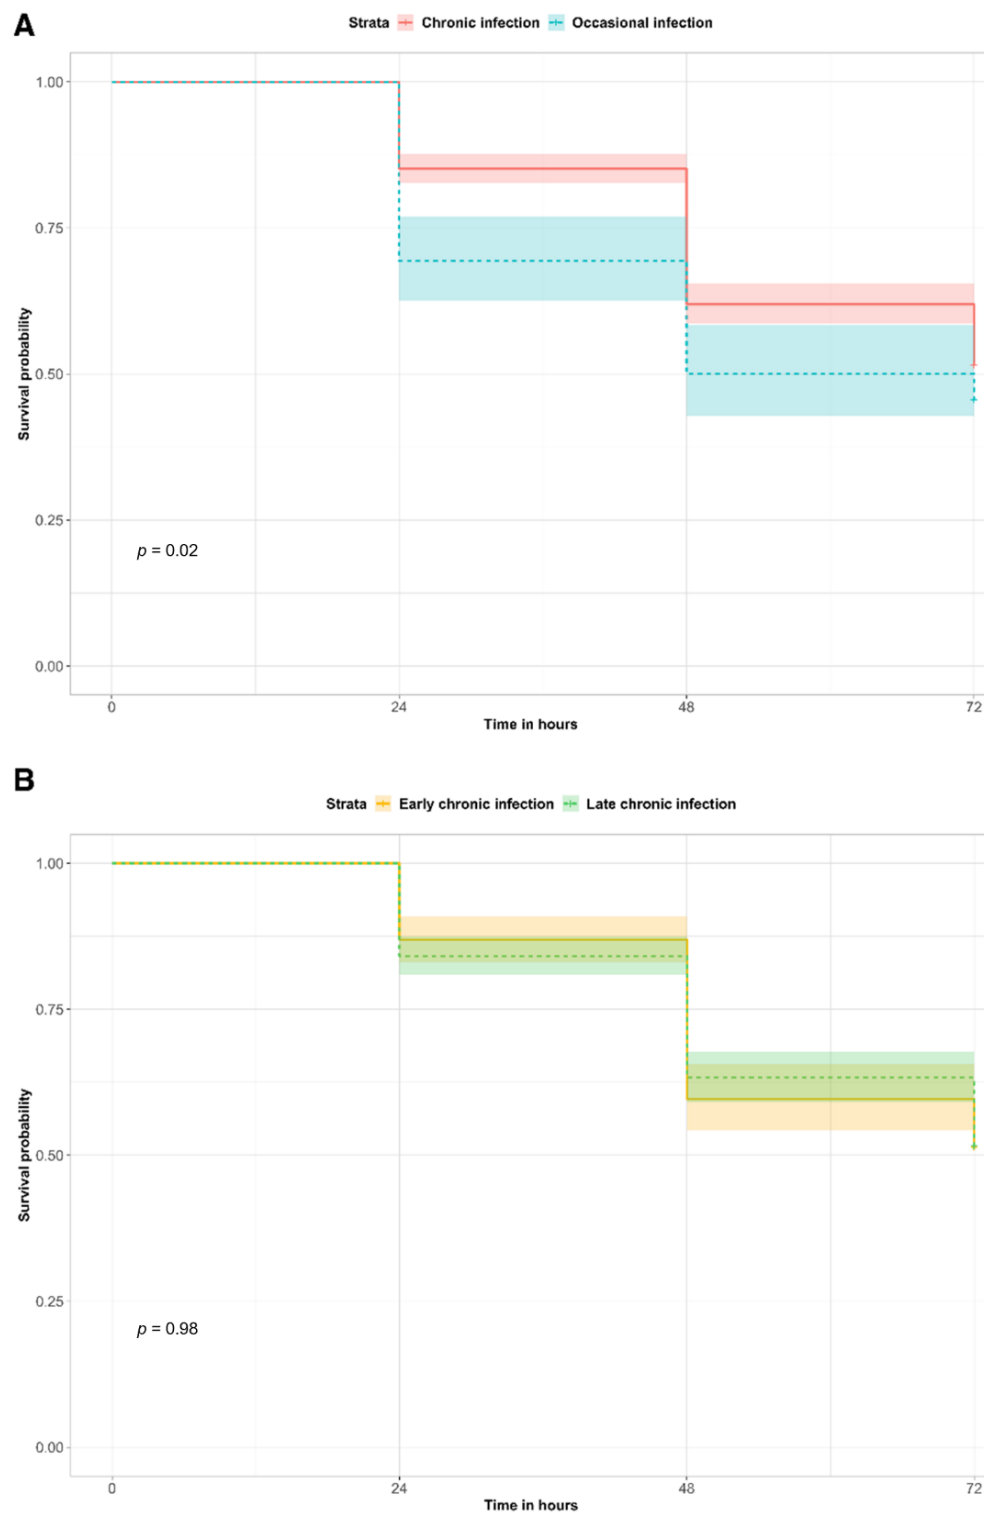 A
Strata Chronic infection Occasional infection
1.00
0.75
0.50
0.25
0.00
Survival probability
p = 0.02
0 24 48 72
Time in hours
B
Strata Early chronic infection Late chronic infection
1.00
0.75
0.50
0.25
0.00
Survival probability
p = 0.98
0 24 48 72
Time in hours